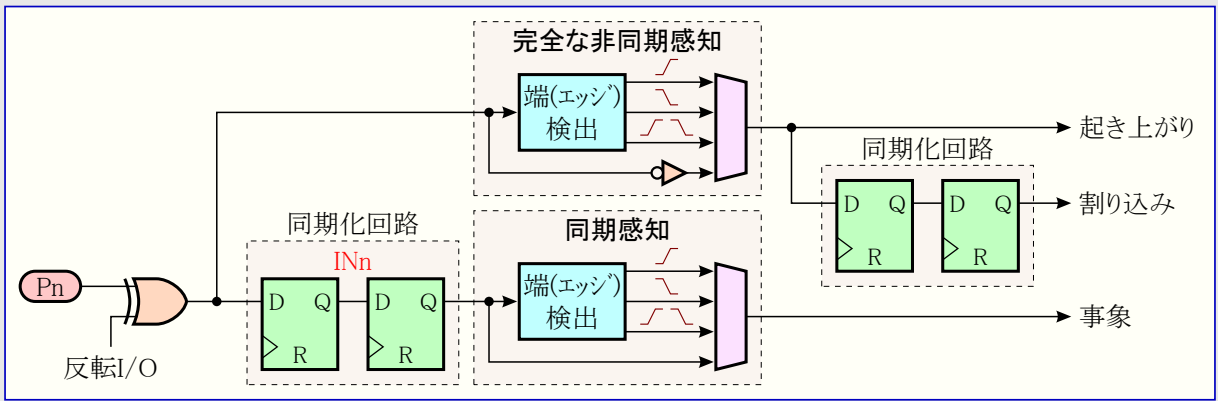 完全な非同期感知
端(エッジ)
検出
起き上がり
同期化回路
D Q
R
D Q
R
割り込み
同期化回路
INn
Pn
反転I/O
D Q
R
D Q
R
同期感知
端(エッジ)
検出
事象